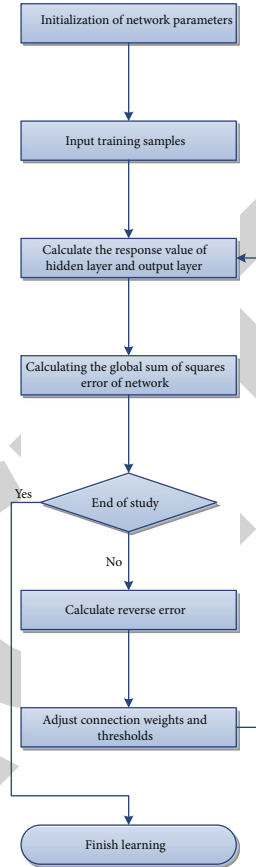 Initialization of network parameters
Input training samples
Calculate the response value of
hidden layer and output layer
Calculating the global sum of squares
error of network
Yes
End of study
No
Calculate reverse error
Adjust connection weights and
thresholds
Finish learning